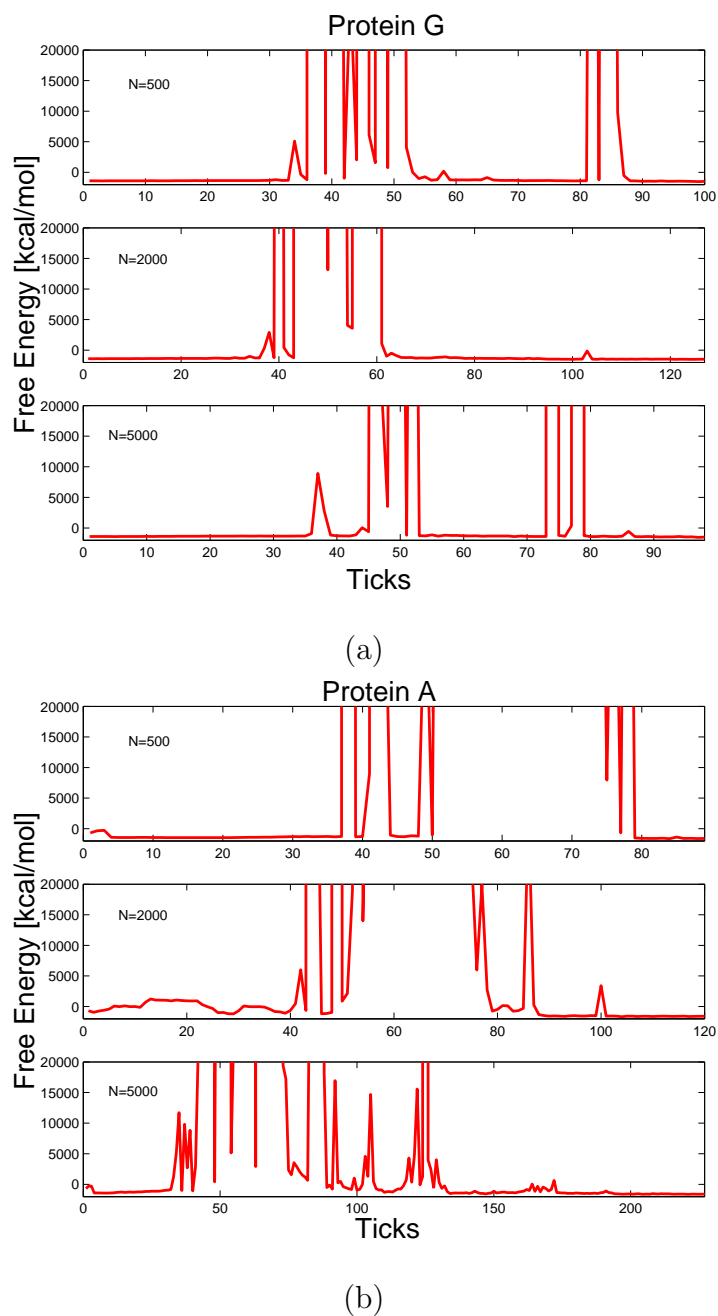 Protein G
Free Energy [kcal/mol]
20000
15000
10000
5000
0
N=500
0 10 20 30 40 50 60 70 80 90 100
20000
15000
10000
5000
0
N=2000
0 20 40 60 80 100 120
20000
15000
10000
5000
0
N=5000
0 10 20 30 40 50 60 70 80 90
Ticks
(a)
Protein A
Free Energy [kcal/mol]
20000
15000
10000
5000
0
N=500
0 10 20 30 40 50 60 70 80
20000
15000
10000
5000
0
N=2000
0 20 40 60 80 100 120
20000
15000
10000
5000
0
N=5000
0 50 100 150 200
Ticks
(b)